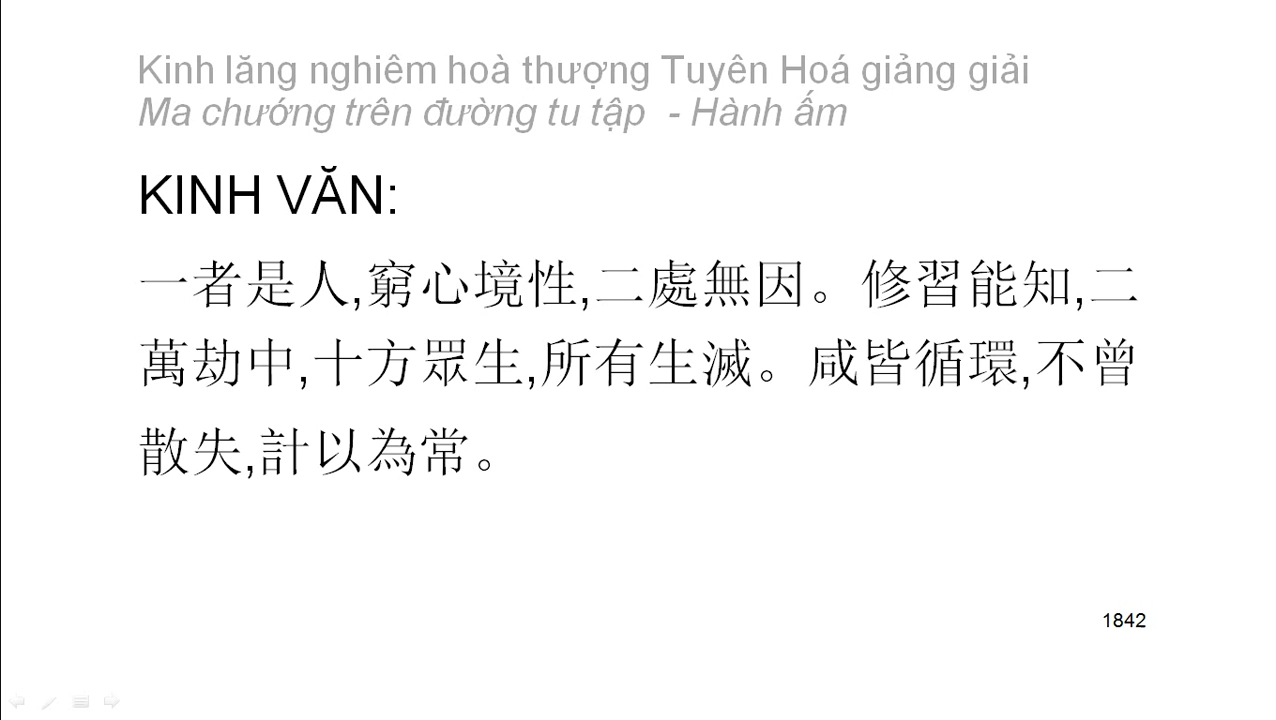 Kinh lăng nghiêm hoà thượng Tuyên Hoá giảng giải
Ma chướng trên đường tu tập - Hành ấm
KINH VĂN:
一者是人,窮心境性,二處無因。修習能知,二
萬劫中,十方眾生,所有生滅。咸皆循環,不曾
散失,計以為常。
1842